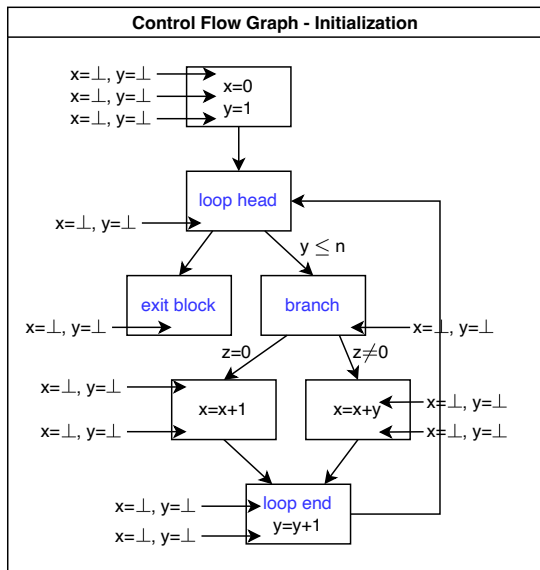 Control Flow Graph - Initialization
x=⊥, y=⊥
x=0
x=⊥, y=⊥
y=1
x=⊥, y=⊥
loop head
x=⊥, y=⊥
y ≤ n
exit block
branch
x=⊥, y=⊥
x=⊥, y=⊥
z=0
z≠0
x=⊥, y=⊥
x=x+1
x=x+y
x=⊥, y=⊥
x=⊥, y=⊥
x=⊥, y=⊥
loop end
x=⊥, y=⊥
y=y+1
x=⊥, y=⊥